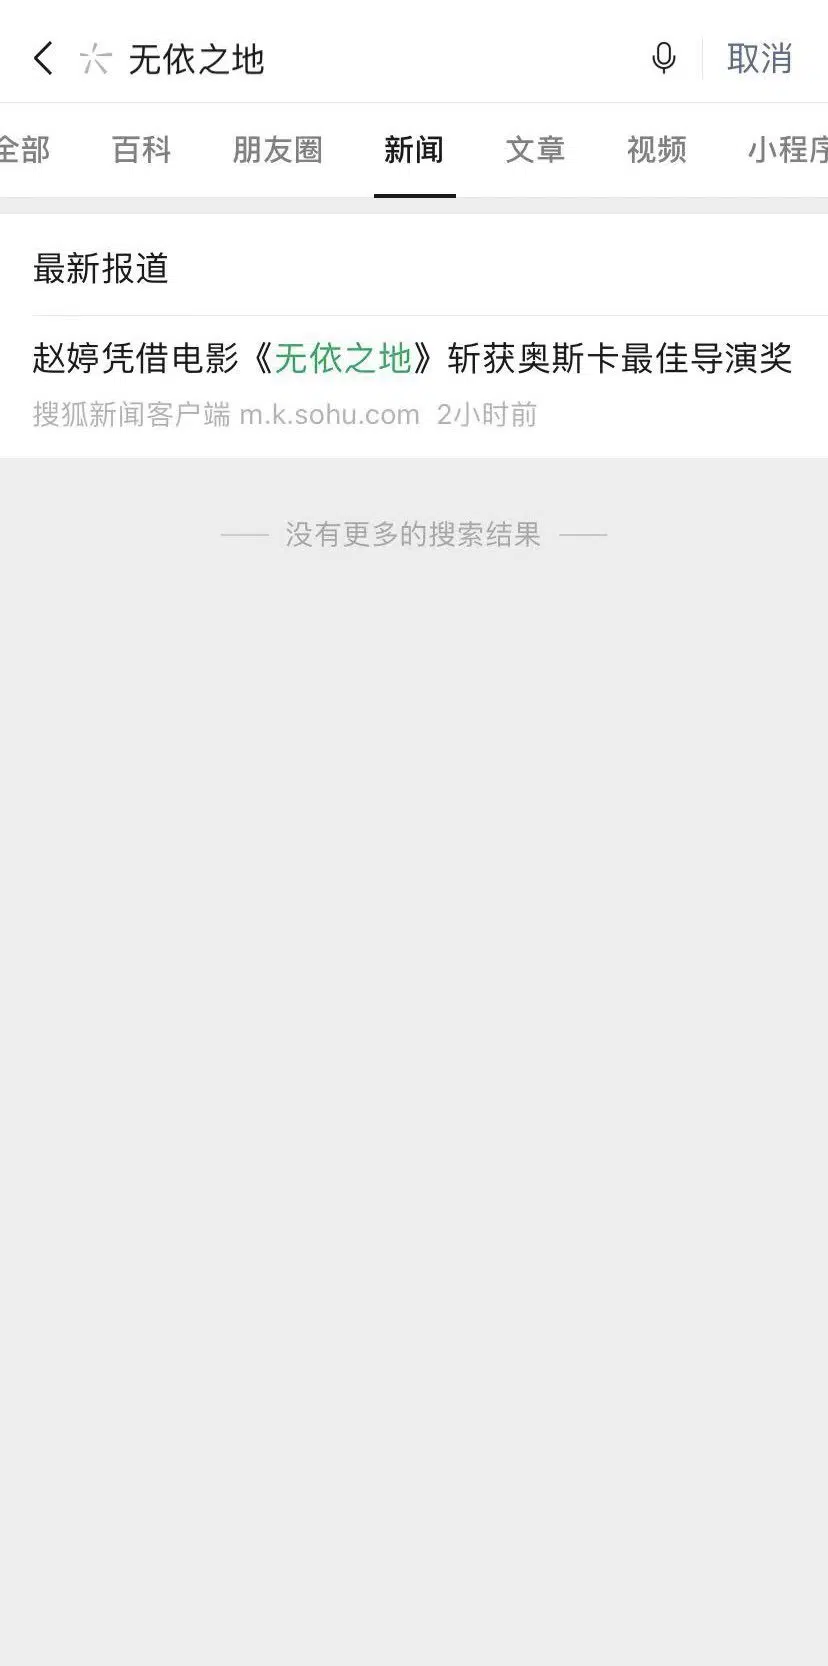 无依之地 取消
全部 百科 朋友圈 新闻 文章 视频 小程序
最新报道
赵婷凭借电影《无依之地》斩获奥斯卡最佳导演奖
搜狐新闻客户端 m.k.sohu.com 2小时前
没有更多的搜索结果